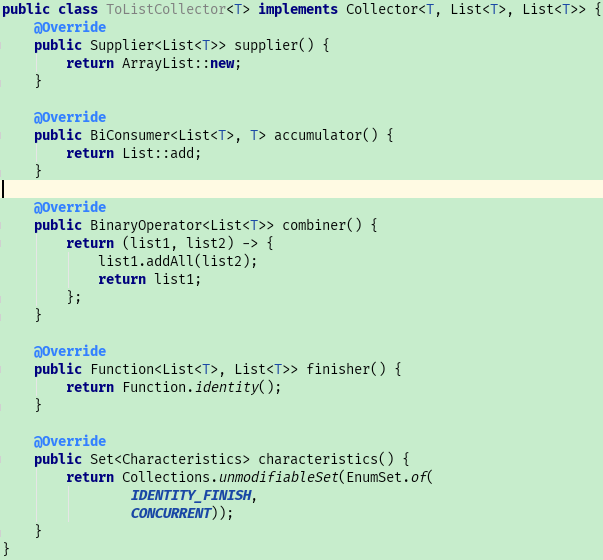 public class ToListCollector<T> implements Collector<T, List<T>, List<T>> {
    @Override
    public Supplier<List<T>> supplier() {
        return ArrayList::new;
    }

    @Override
    public BiConsumer<List<T>, T> accumulator() {
        return List::add;
    }

    @Override
    public BinaryOperator<List<T>> combiner() {
        return (list1, list2) -> {
            list1.addAll(list2);
            return list1;
        };
    }

    @Override
    public Function<List<T>, List<T>> finisher() {
        return Function.identity();
    }

    @Override
    public Set<Characteristics> characteristics() {
        return Collections.unmodifiableSet(EnumSet.of(
                IDENTITY_FINISH,
                CONCURRENT));
    }
}